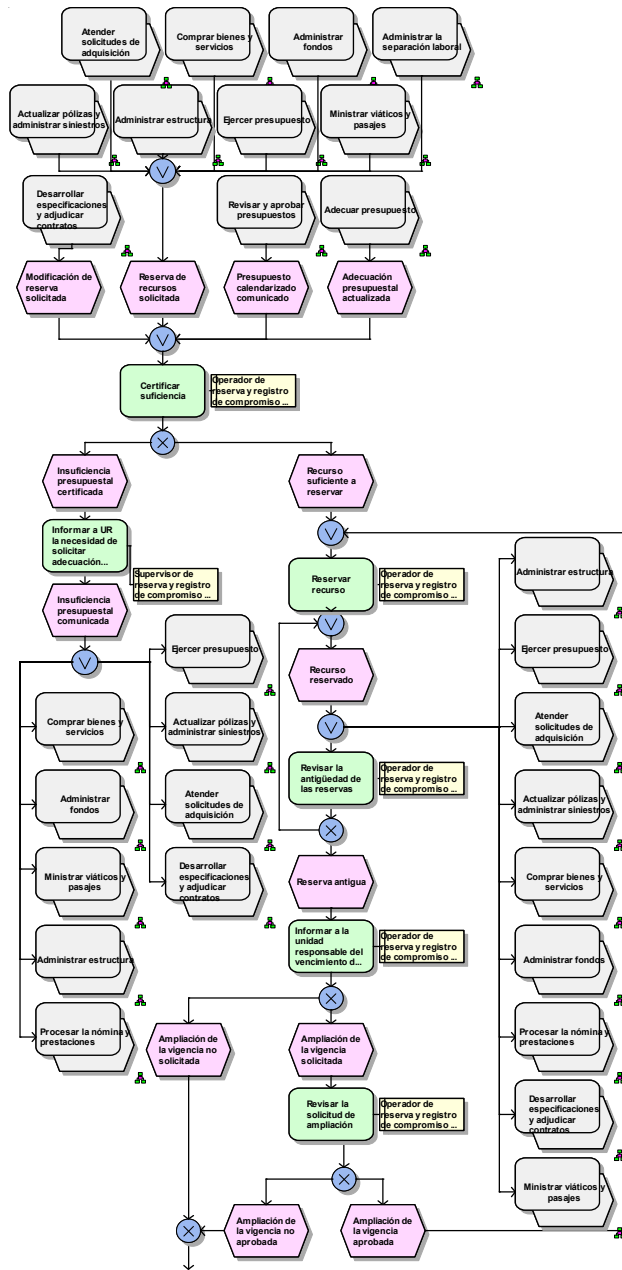 Atender
solicitudes de
adquisición
Comprar bienes y
servicios
Administrar
fondos
Administrar la
separación laboral
Actualizar pólizas y
administrar siniestros
Administrar estructura
Ejercer presupuesto
Ministrar viáticos y
pasajes
Desarrollar
especificaciones
y adjudicar
contratos
Revisar y aprobar
presupuestos
Adecuar presupuesto
Modificación de
reserva
solicitada
Reserva de
recursos
solicitada
Presupuesto
calendarizado
comunicado
Adecuación
presupuestal
actualizada
Certificar
suficiencia
Operador de
reserva y registro
de compromiso ...
Insuficiencia
presupuestal
certificada
Recurso
suficiente a
reservar
Informar a UR
la necesidad de
solicitar
adecuación...
Supervisor de
reserva y registro
de compromiso ...
Reservar
recurso
Operador de
reserva y registro
de compromiso ...
Administrar estructura
Insuficiencia
presupuestal
comunicada
Ejercer presupuesto
Recurso
reservado
Ejercer presupuesto
Comprar bienes y
servicios
Actualizar pólizas y
administrar siniestros
Atender
solicitudes de
adquisición
Revisar la
antigüedad de
las reservas
Operador de
reserva y registro
de compromiso ...
Administrar
fondos
Atender
solicitudes de
adquisición
Actualizar pólizas y
administrar siniestros
Ministrar viáticos y
pasajes
Desarrollar
especificaciones
y adjudicar
contratos
Reserva antigua
Comprar bienes y
servicios
Informar a la
unidad
responsable del
vencimiento d...
Operador de
reserva y registro
de compromiso ...
Administrar estructura
Administrar fondos
Procesar la nómina y
prestaciones
Ampliación de
la vigencia no
solicitada
Ampliación de
la vigencia
solicitada
Procesar la nómina y
prestaciones
Revisar la
solicitud de
ampliación
Operador de
reserva y registro
de compromiso ...
Desarrollar
especificaciones
y adjudicar
contratos
Ministrar viáticos y
pasajes
Ampliación de
la vigencia no
aprobada
Ampliación de
la vigencia
aprobada